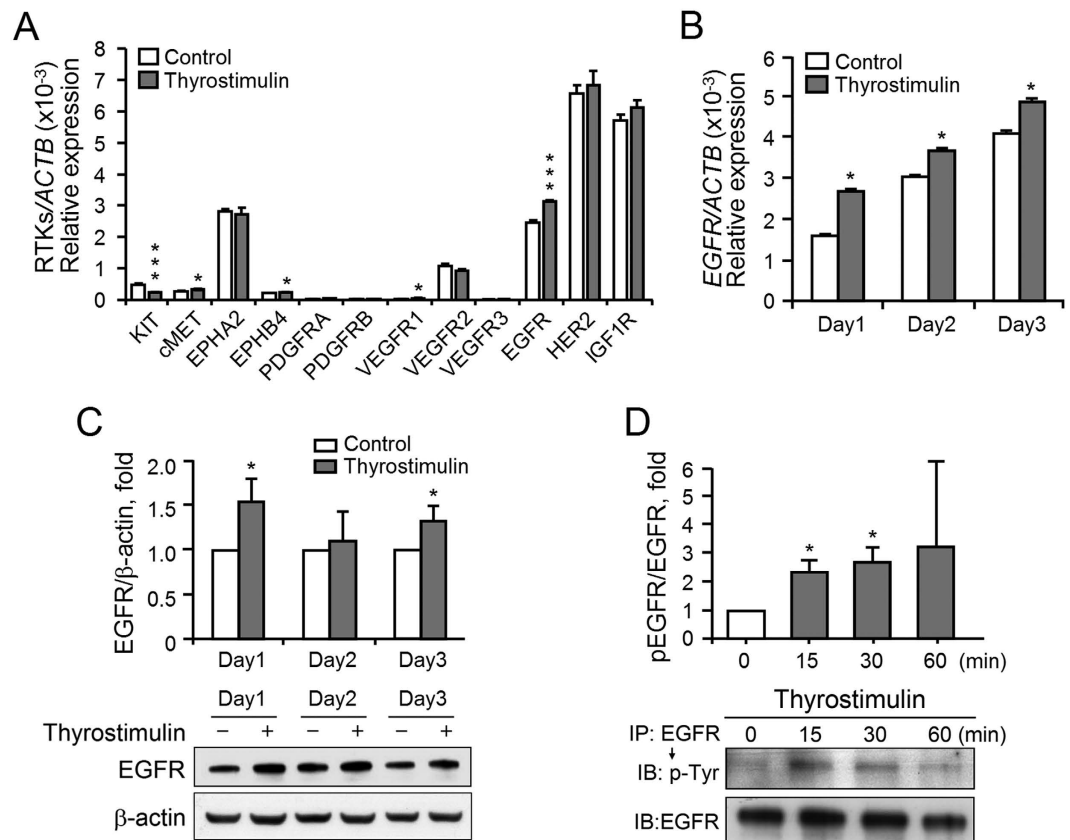 A
RTKs/ACTB (x10⁻³)
Relative expression
Control
Thyrostimulin
8
7
6
5
4
3
2
1
0
***
*
*
*
***
KIT
cMET
EPHA2
EPHB4
PDGFRA
PDGFRB
VEGFR1
VEGFR2
VEGFR3
EGFR
HER2
IGF1R
B
EGFR/ACTB (x10⁻³)
Relative expression
Control
Thyrostimulin
6
5
4
3
2
1
0
*
*
*
Day1 Day2 Day3
C
EGFR/β-actin, fold
Control
Thyrostimulin
2.0
1.5
1.0
0.5
0
*
*
Day1 Day2 Day3
Day1 Day2 Day3
Thyrostimulin – + – + – +
EGFR
β-actin
D
pEGFR/EGFR, fold
6
5
4
3
2
1
0
*
*
0 15 30 60 (min)
Thyrostimulin
IP: EGFR 0 15 30 60 (min)
↓
IB: p-Tyr
IB:EGFR